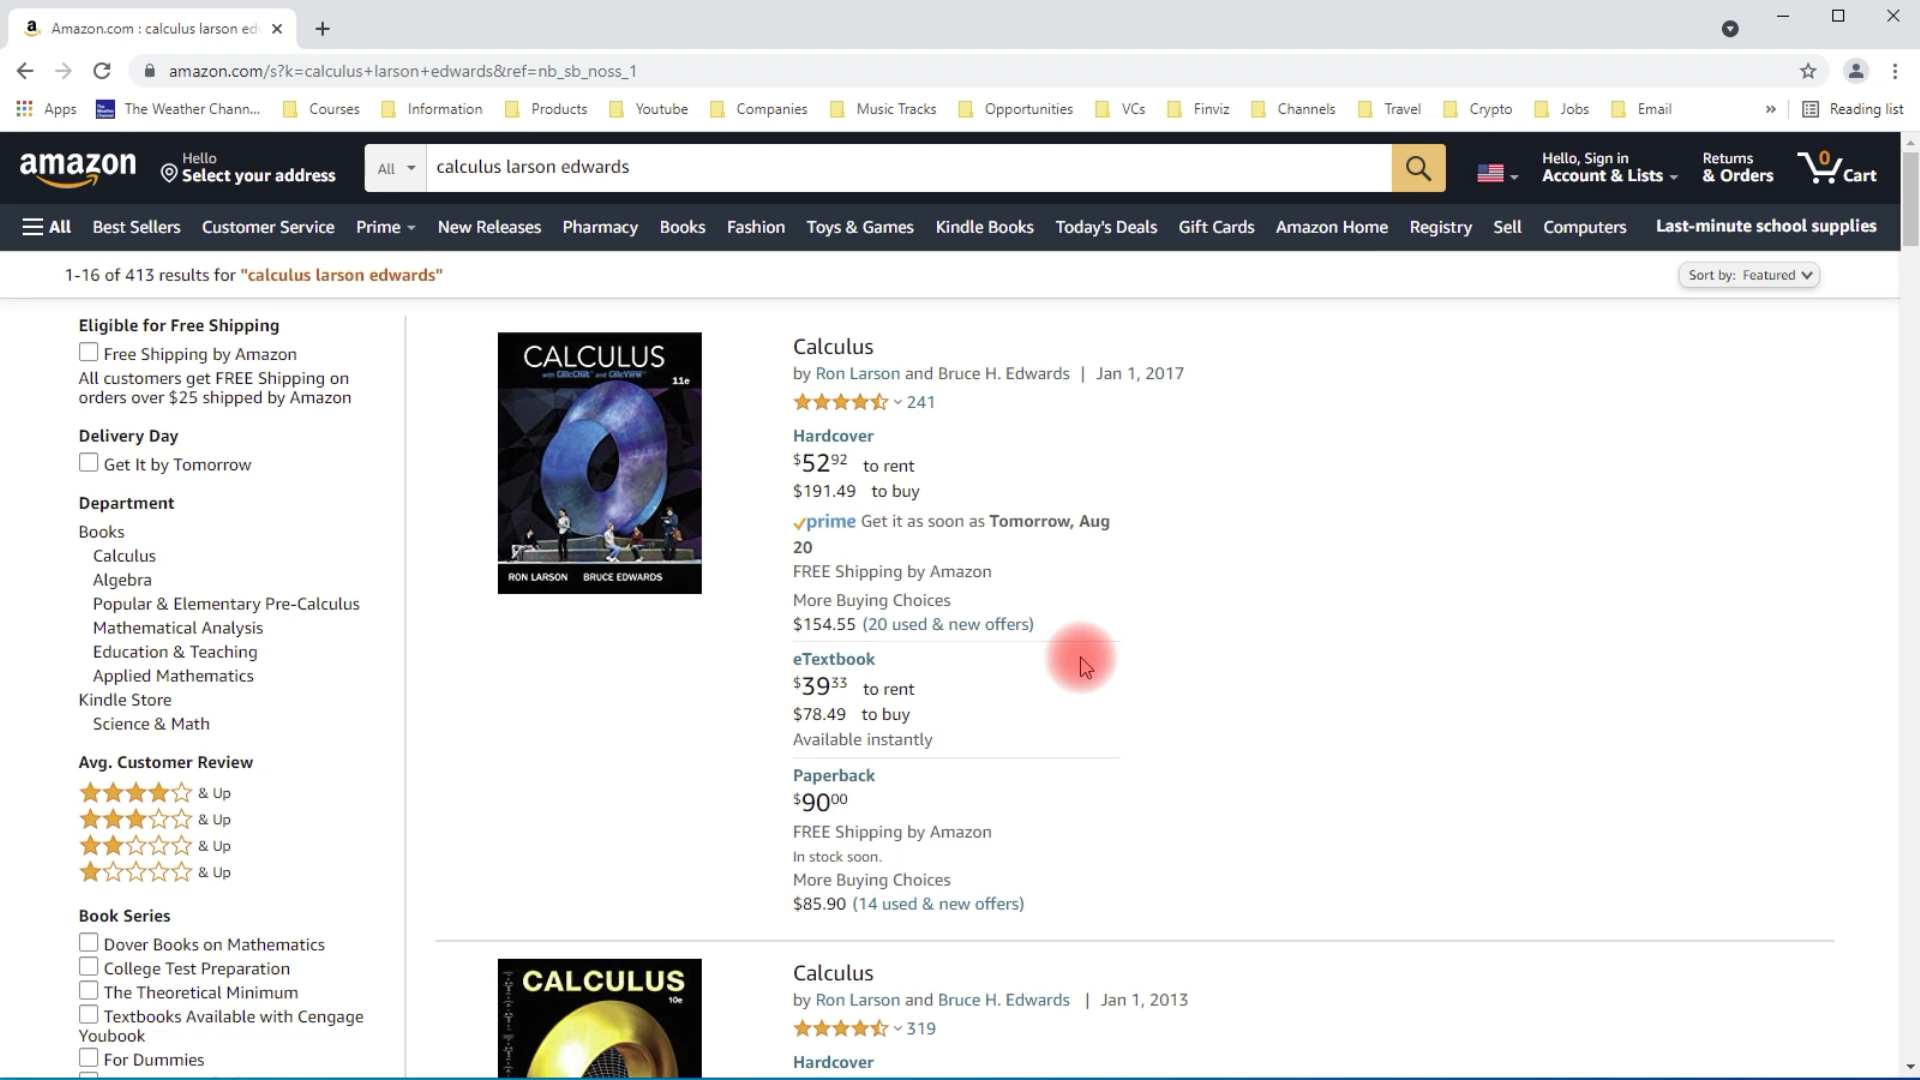 Amazon.com : calculus larson ed
amazon.com/s?k=calculus+larson+edwards&ref=nb_sb_noss_1
Apps The Weather Chann... Courses Information Products Youtube Companies Music Tracks Opportunities VCs Finviz Channels Travel Crypto Jobs Email » Reading list
amazon Hello Select your address All calculus larson edwards Hello, Sign in Account & Lists Returns & Orders 0 Cart
All Best Sellers Customer Service Prime New Releases Pharmacy Books Fashion Toys & Games Kindle Books Today's Deals Gift Cards Amazon Home Registry Sell Computers Last-minute school supplies
1-16 of 413 results for "calculus larson edwards" Sort by: Featured
Eligible for Free Shipping
Free Shipping by Amazon
All customers get FREE Shipping on
orders over $25 shipped by Amazon
Delivery Day
Get It by Tomorrow
Department
Books
Calculus
Algebra
Popular & Elementary Pre-Calculus
Mathematical Analysis
Education & Teaching
Applied Mathematics
Kindle Store
Science & Math
Avg. Customer Review
& Up
& Up
& Up
& Up
Book Series
Dover Books on Mathematics
College Test Preparation
The Theoretical Minimum
Textbooks Available with Cengage
Youbook
For Dummies
CALCULUS
with CalcChat and CalcView
11e
RON LARSON BRUCE EDWARDS
Calculus
by Ron Larson and Bruce H. Edwards | Jan 1, 2017
241
Hardcover
$52.92 to rent
$191.49 to buy
prime Get it as soon as Tomorrow, Aug
20
FREE Shipping by Amazon
More Buying Choices
$154.55 (20 used & new offers)
eTextbook
$39.33 to rent
$78.49 to buy
Available instantly
Paperback
$90.00
FREE Shipping by Amazon
In stock soon.
More Buying Choices
$85.90 (14 used & new offers)
CALCULUS
10e
Calculus
by Ron Larson and Bruce H. Edwards | Jan 1, 2013
319
Hardcover